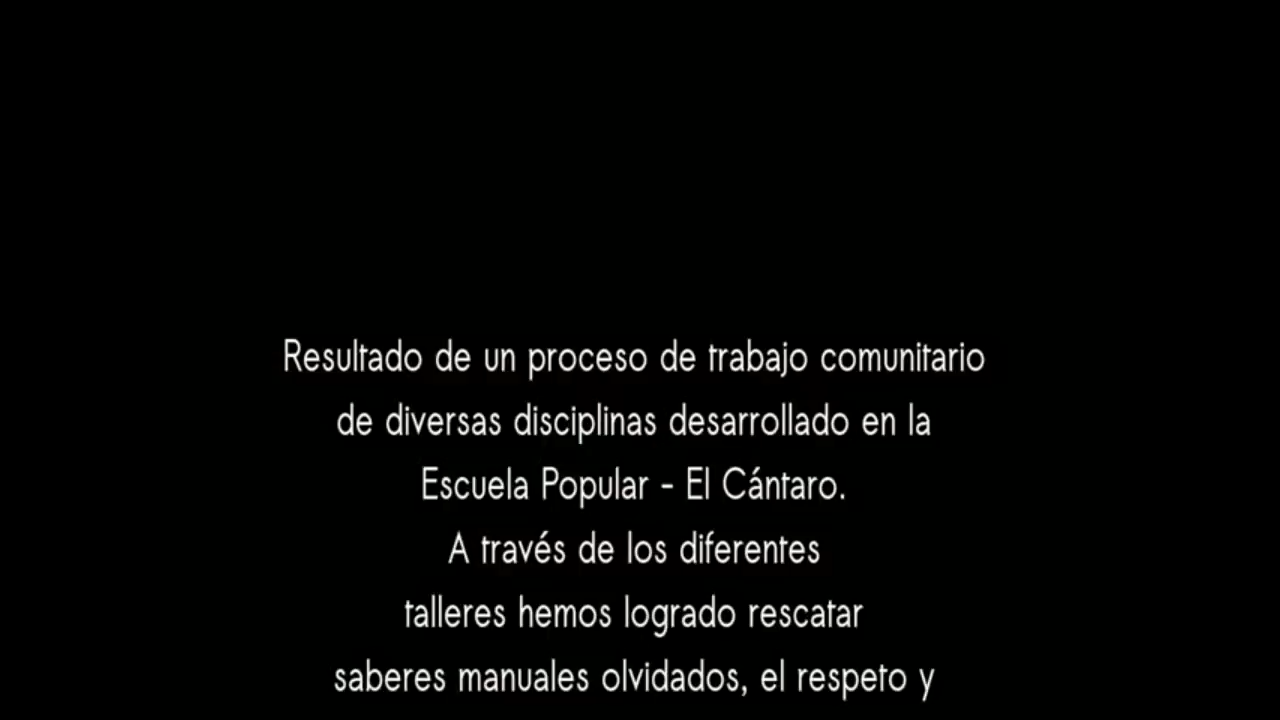 Resultado de un proceso de trabajo comunitario
de diversas disciplinas desarrollado en la
Escuela Popular - El Cántaro.
A través de los diferentes
talleres hemos logrado rescatar
saberes manuales olvidados, el respeto y